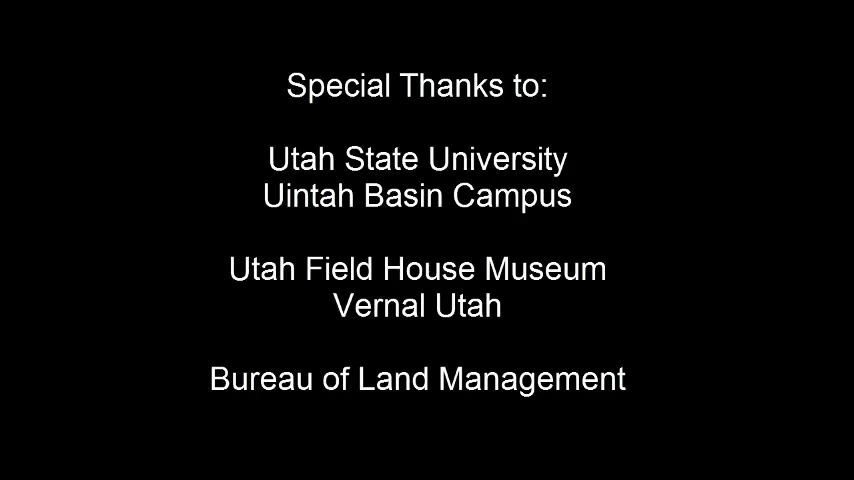 Special Thanks to:
Utah State University
Uintah Basin Campus
Utah Field House Museum
Vernal Utah
Bureau of Land Management